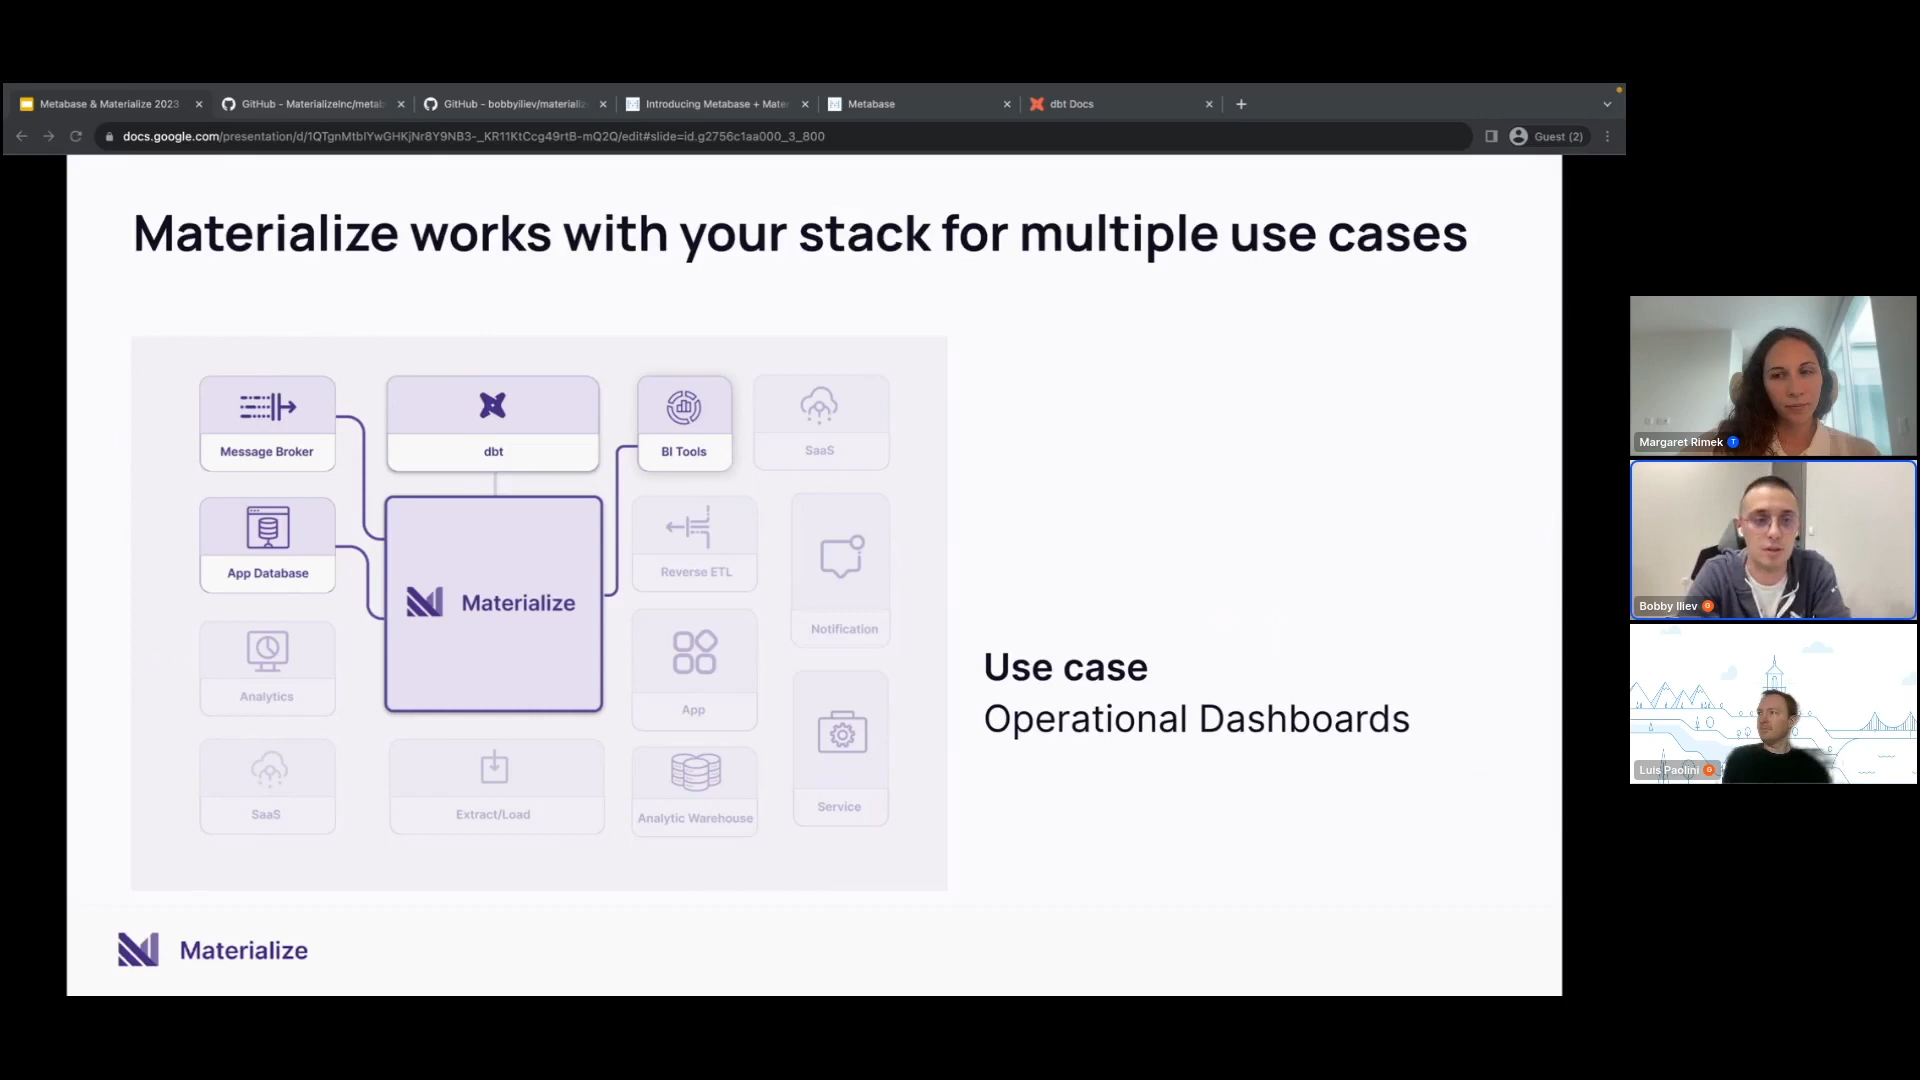 Metabase & Materialize 2023
GitHub - MaterializeInc/metab
GitHub - bobbyiliev/materializ
Introducing Metabase + Mater
Metabase
dbt Docs
docs.google.com/presentation/d/1QTgnMtbIYwGHKjNr8Y9NB3-_KR11KtCcg49rtB-mQ2Q/edit#slide=id.g2756c1aa000_3_800
Guest (2)
Materialize works with your stack for multiple use cases
Message Broker
dbt
BI Tools
SaaS
App Database
Materialize
Reverse ETL
Notification
Analytics
App
SaaS
Extract/Load
Analytic Warehouse
Service
Use case
Operational Dashboards
Materialize
Margaret Rimek
Bobby Iliev
Luis Paolini